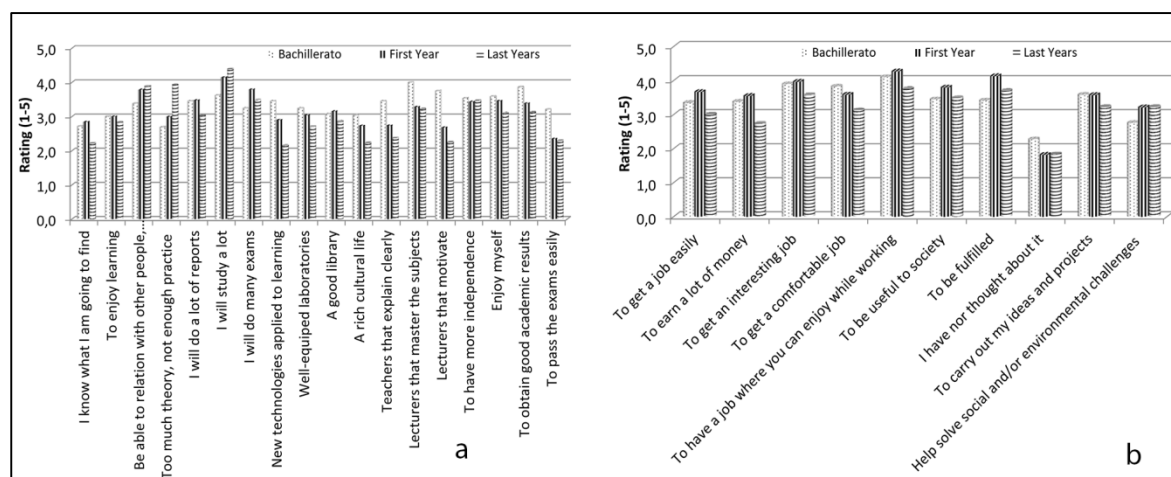 Bachillerato First Year Last Years
Rating (1-5)
5,0
4,0
3,0
2,0
1,0
0,0
I know what I am going to find
To enjoy learning
Be able to relation with other people,...
Too much theory, not enough practice
I will do a lot of reports
I will study a lot
I will do many exams
New technologies applied to learning
Well-equiped laboratories
A good library
A rich cultural life
Teachers that explain clearly
Lecturers that master the subjects
Lecturers that motivate
To have more independence
Enjoy myself
To obtain good academic results
To pass the exams easily
a
Bachillerato First Year Last Years
Rating (1-5)
5,0
4,0
3,0
2,0
1,0
0,0
To get a job easily
To earn a lot of money
To get an interesting job
To get a comfortable job
To have a job where you can enjoy while working
To be useful to society
To be fulfilled
I have nor thought about it
To carry out my ideas and projects
Help solve social and/or environmental challenges
b